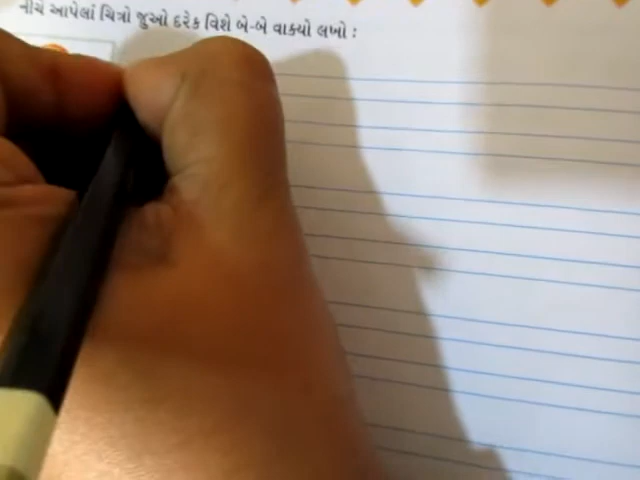 નીચે આપેલાં ચિત્રો જુઓ દરેક વિશે બે-બે વાક્યો લખો :